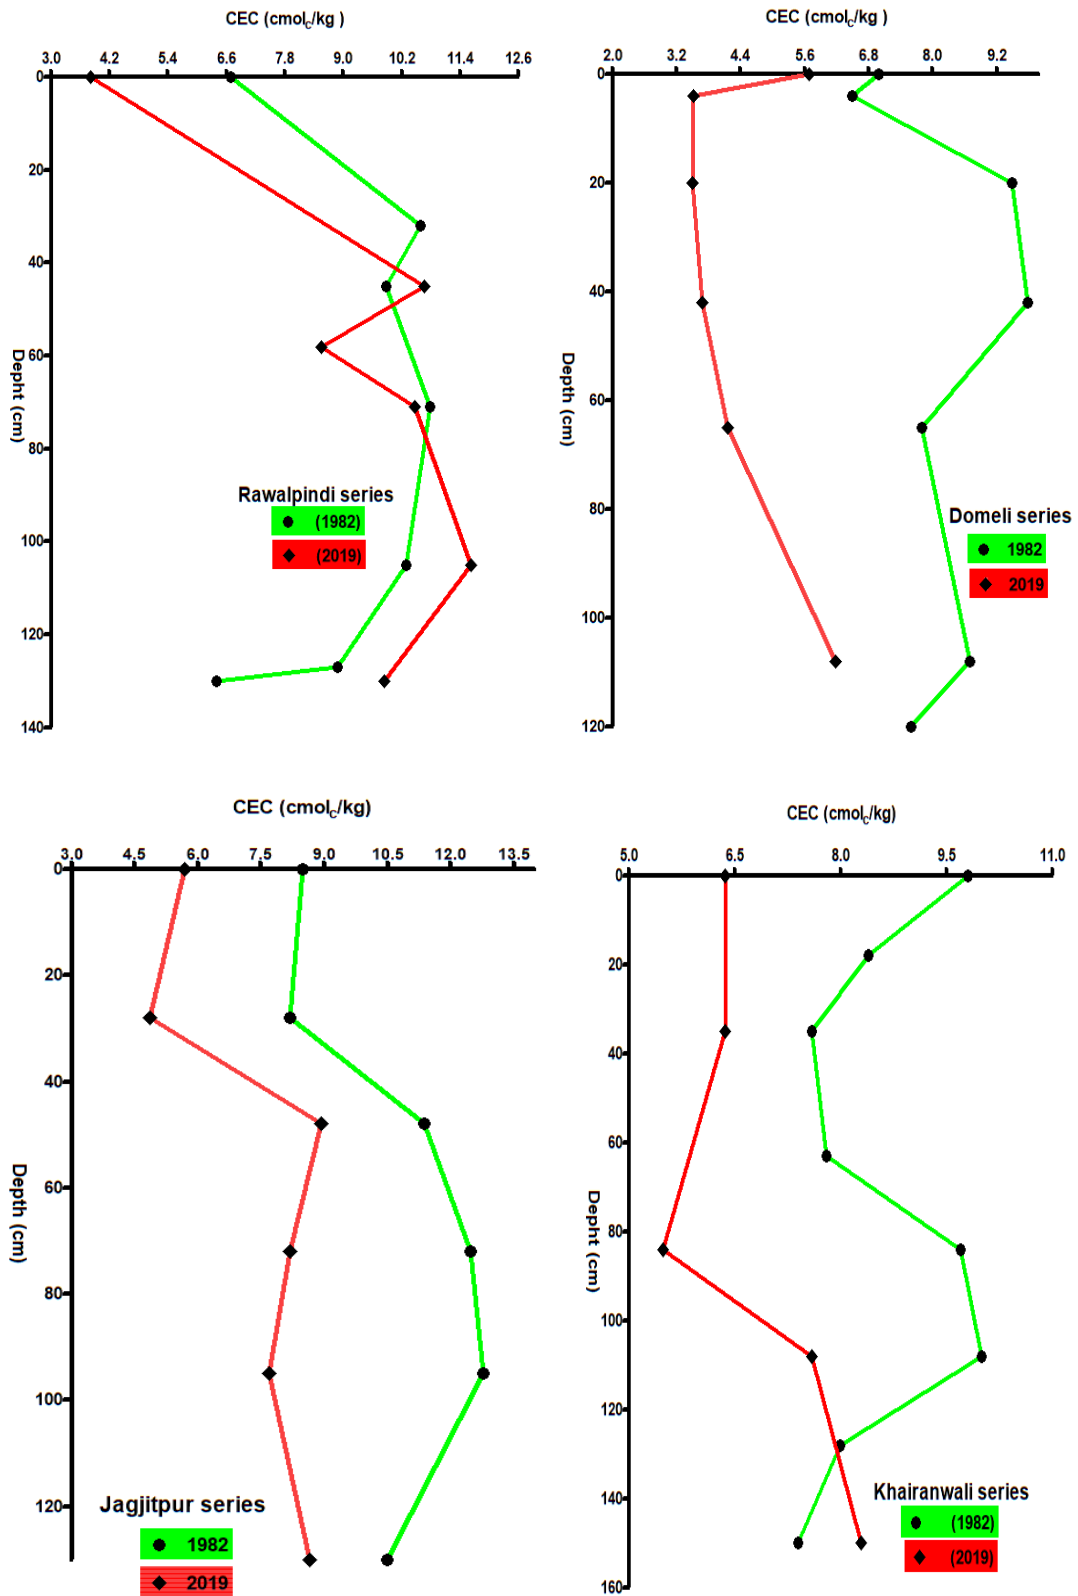 CEC (cmolc/kg )
3.0 4.2 5.4 6.6 7.8 9.0 10.2 11.4 12.6
0
20
40
60
80
100
120
140
Depht (cm)
Rawalpindi series
(1982)
(2019)
CEC (cmolc/kg )
2.0 3.2 4.4 5.6 6.8 8.0 9.2
0
20
40
60
80
100
120
Depth (cm)
Domeli series
1982
2019
CEC (cmolc/kg)
3.0 4.5 6.0 7.5 9.0 10.5 12.0 13.5
0
20
40
60
80
100
120
Depth (cm)
Jagjitpur series
1982
2019
CEC (cmolc/kg)
5.0 6.5 8.0 9.5 11.0
0
20
40
60
80
100
120
140
160
Depht (cm)
Khairanwali series
(1982)
(2019)